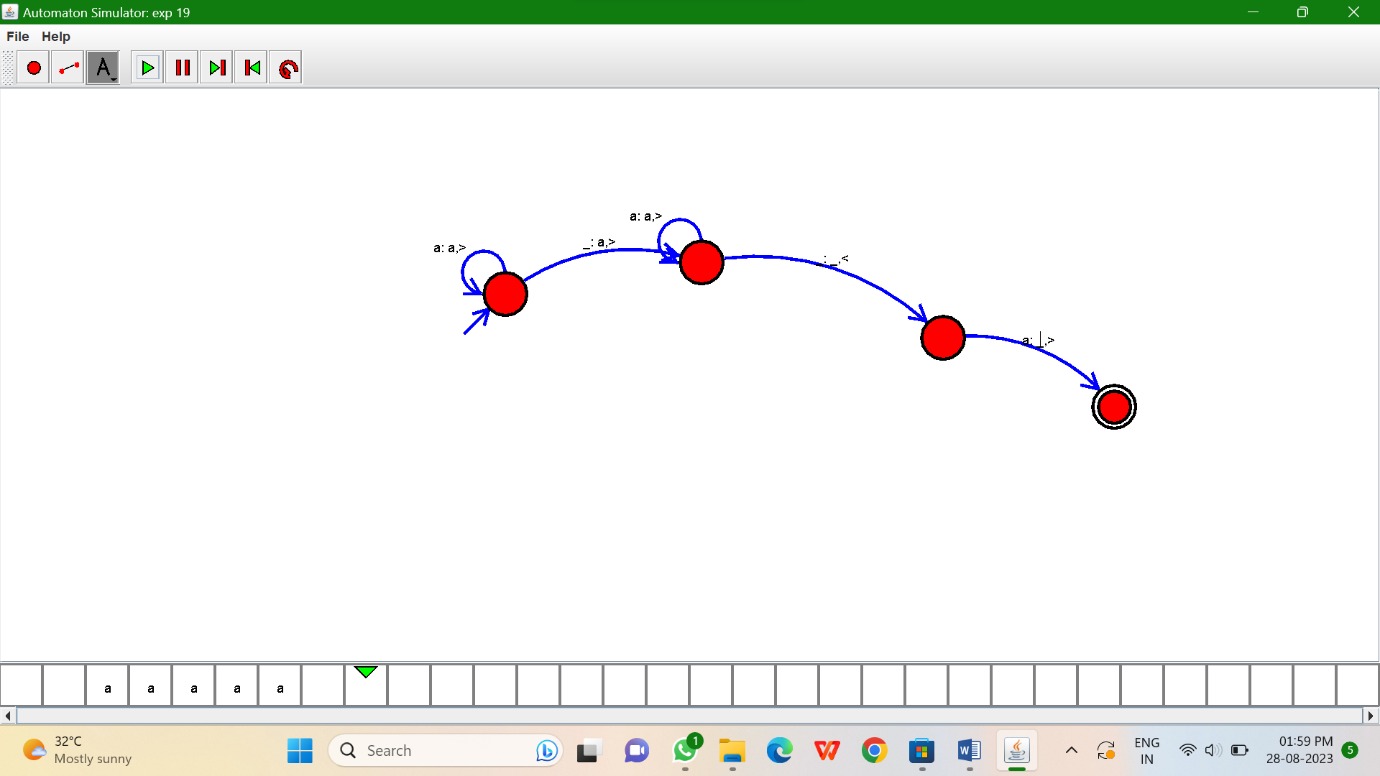 Automaton Simulator: exp 19
File Help
A
a: a,>
_: a,>
a: a,>
_,<
a: _,>
a a a a a
32°C
Mostly sunny
Search
1
W
ENG
IN
01:59 PM
28-08-2023
5